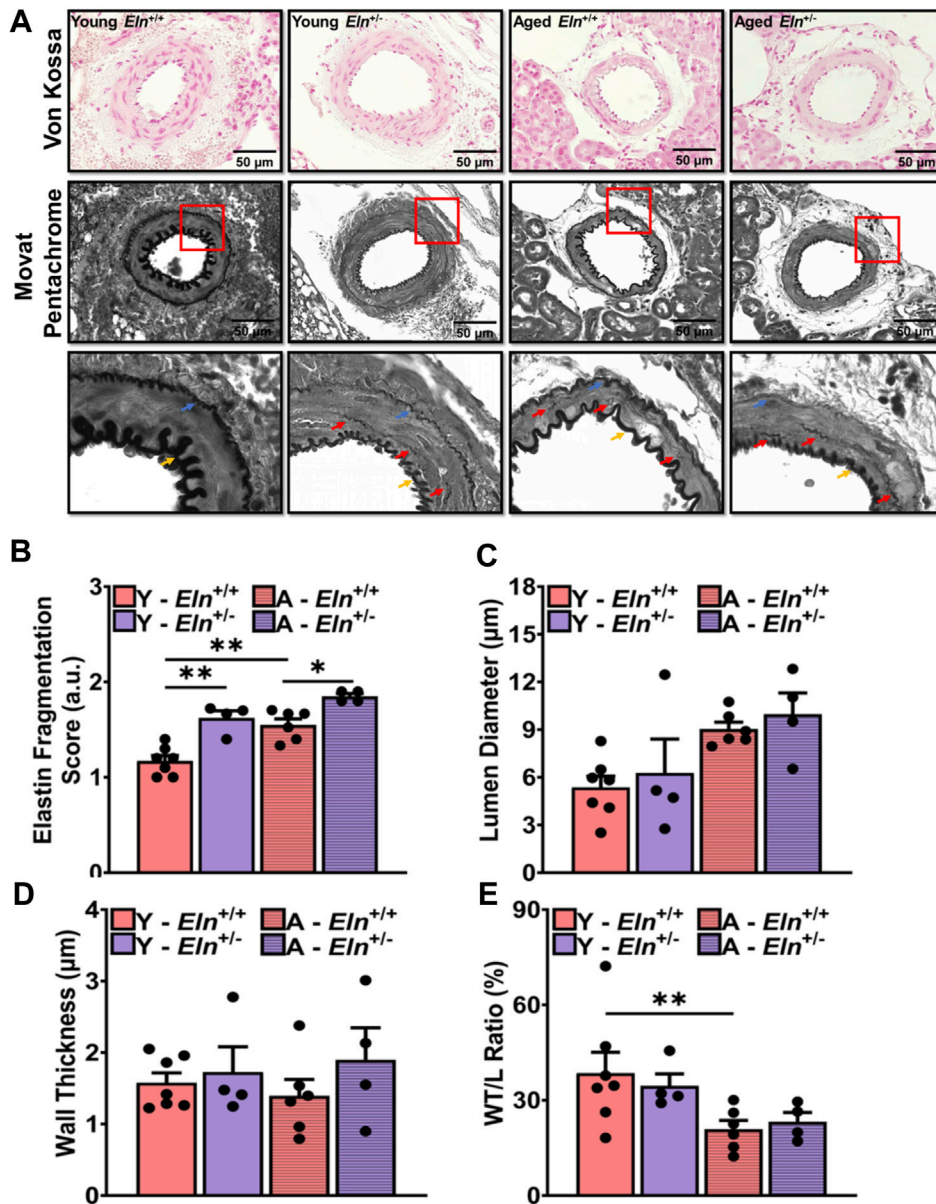 A
Young Eln+/+
Young Eln+/-
Aged Eln+/+
Aged Eln+/-
Von Kossa
50 µm
50 µm
50 µm
50 µm
Movat
Pentachrome
50 µm
50 µm
50 µm
50 µm
B
Elastin Fragmentation
Score (a.u.)
3
2
1
0
Y - Eln+/+
A - Eln+/+
Y - Eln+/-
A - Eln+/-
**
**
*
C
Lumen Diameter (µm)
18
15
12
9
6
3
0
Y - Eln+/+
A - Eln+/+
Y - Eln+/-
A - Eln+/-
D
Wall Thickness (µm)
4
3
2
1
0
Y - Eln+/+
A - Eln+/+
Y - Eln+/-
A - Eln+/-
E
WT/L Ratio (%)
90
60
30
0
Y - Eln+/+
A - Eln+/+
Y - Eln+/-
A - Eln+/-
**